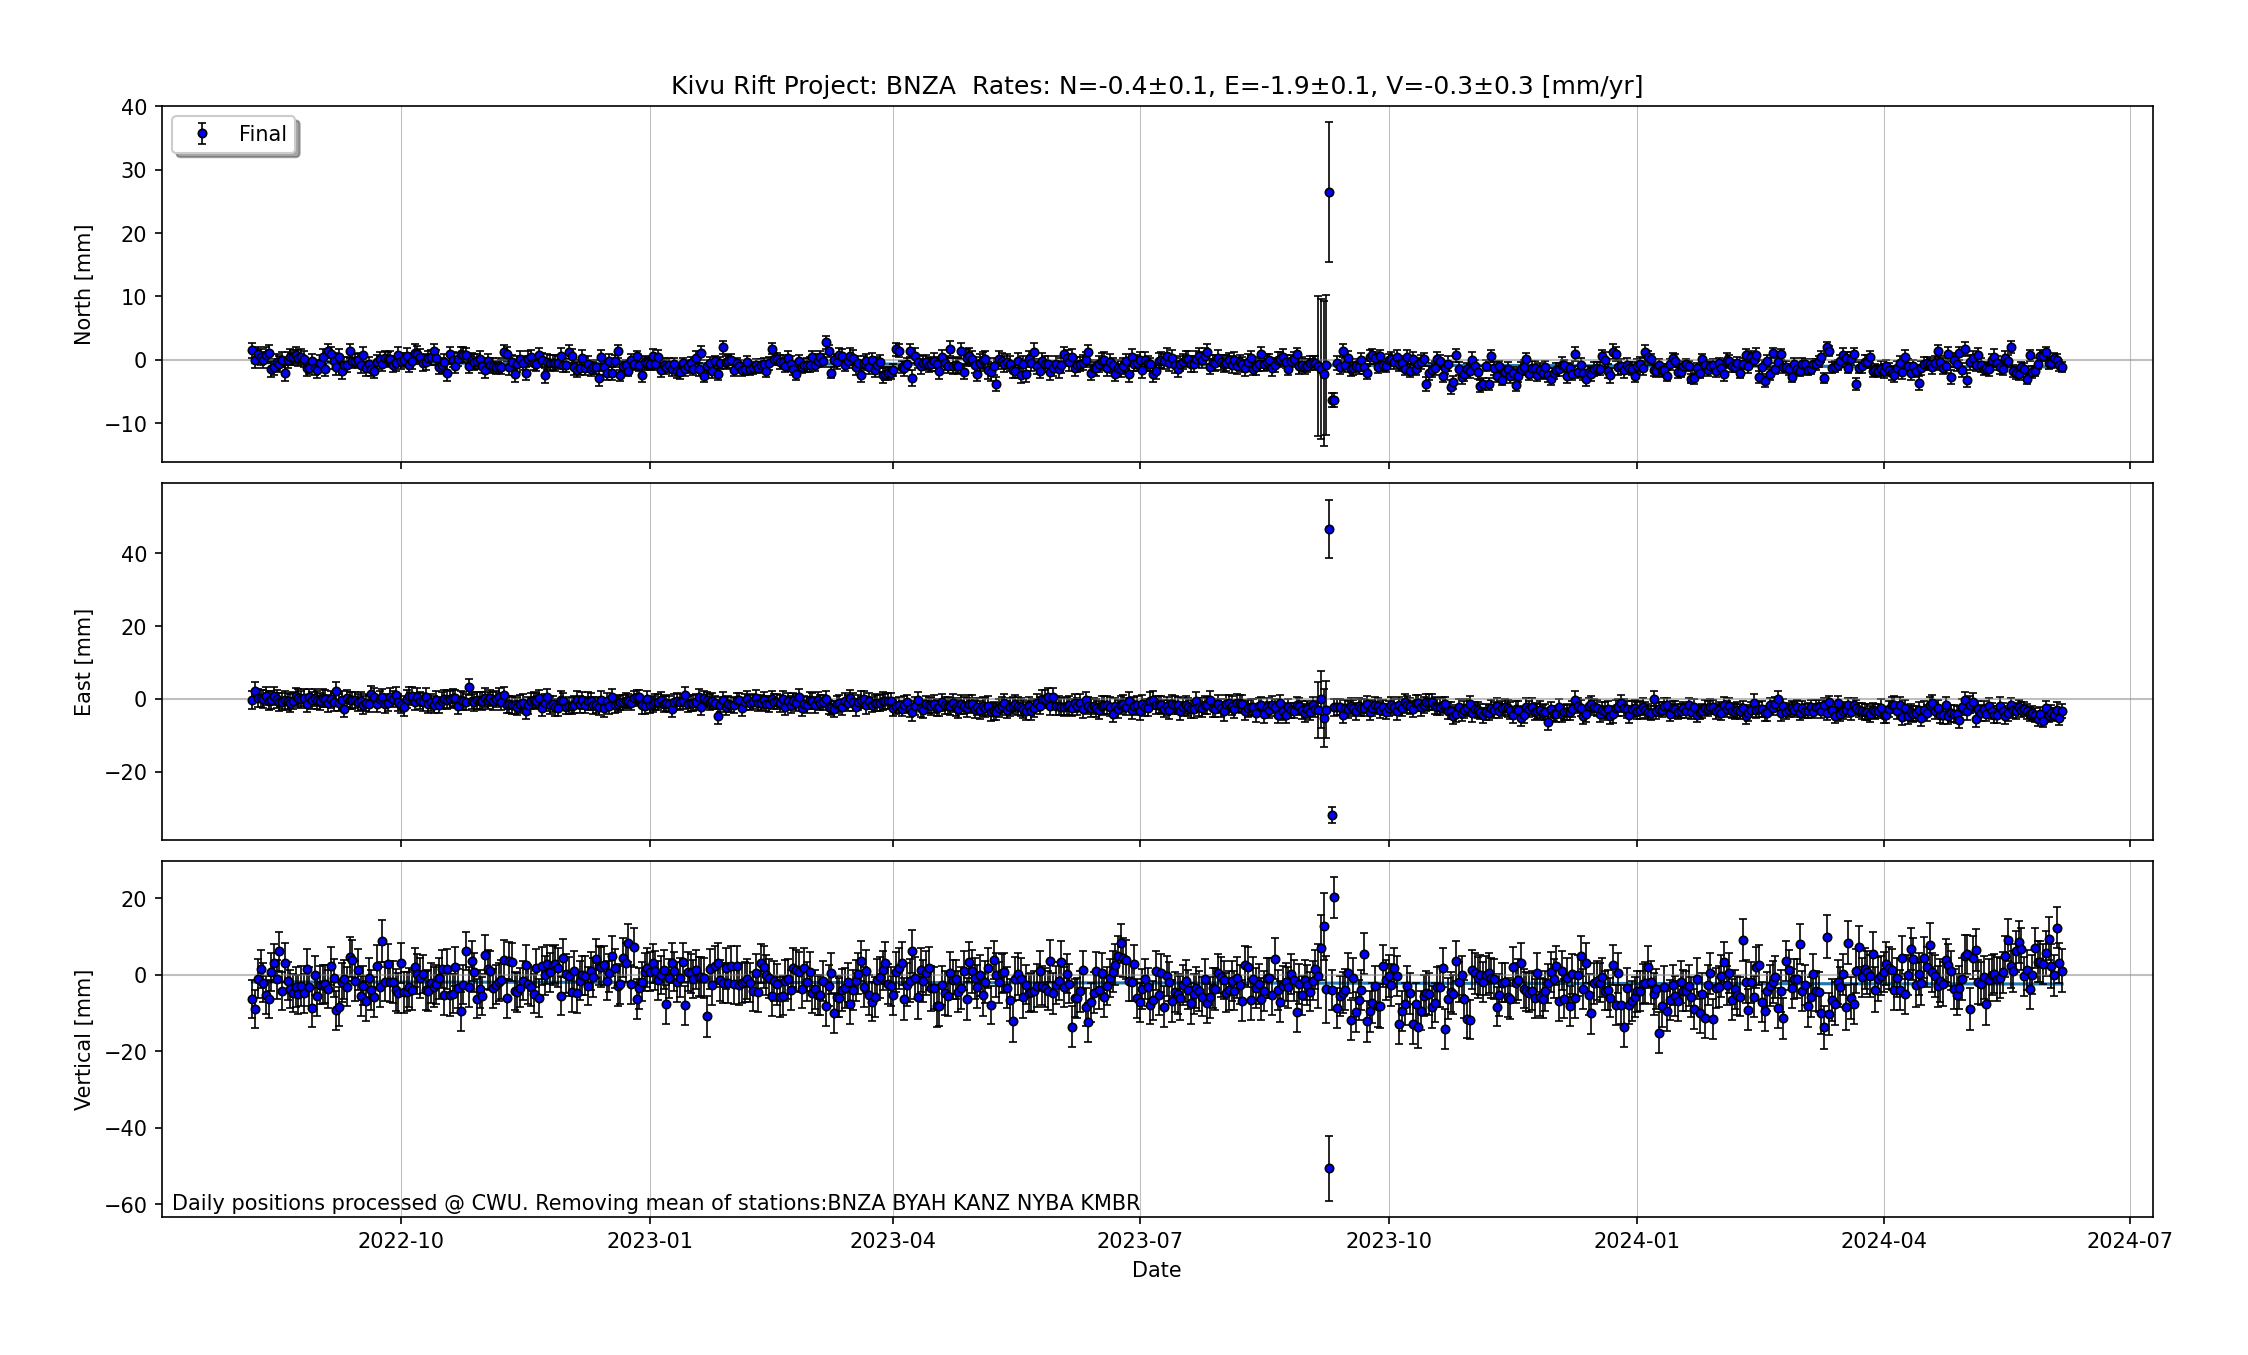 Kivu Rift Project: BNZA  Rates: N=-0.4±0.1, E=-1.9±0.1, V=-0.3±0.3 [mm/yr]
Final
North [mm]
40
30
20
10
0
−10
East [mm]
40
20
0
−20
Vertical [mm]
20
0
−20
−40
−60
Daily positions processed @ CWU. Removing mean of stations:BNZA BYAH KANZ NYBA KMBR
2022-10 2023-01 2023-04 2023-07 2023-10 2024-01 2024-04 2024-07
Date